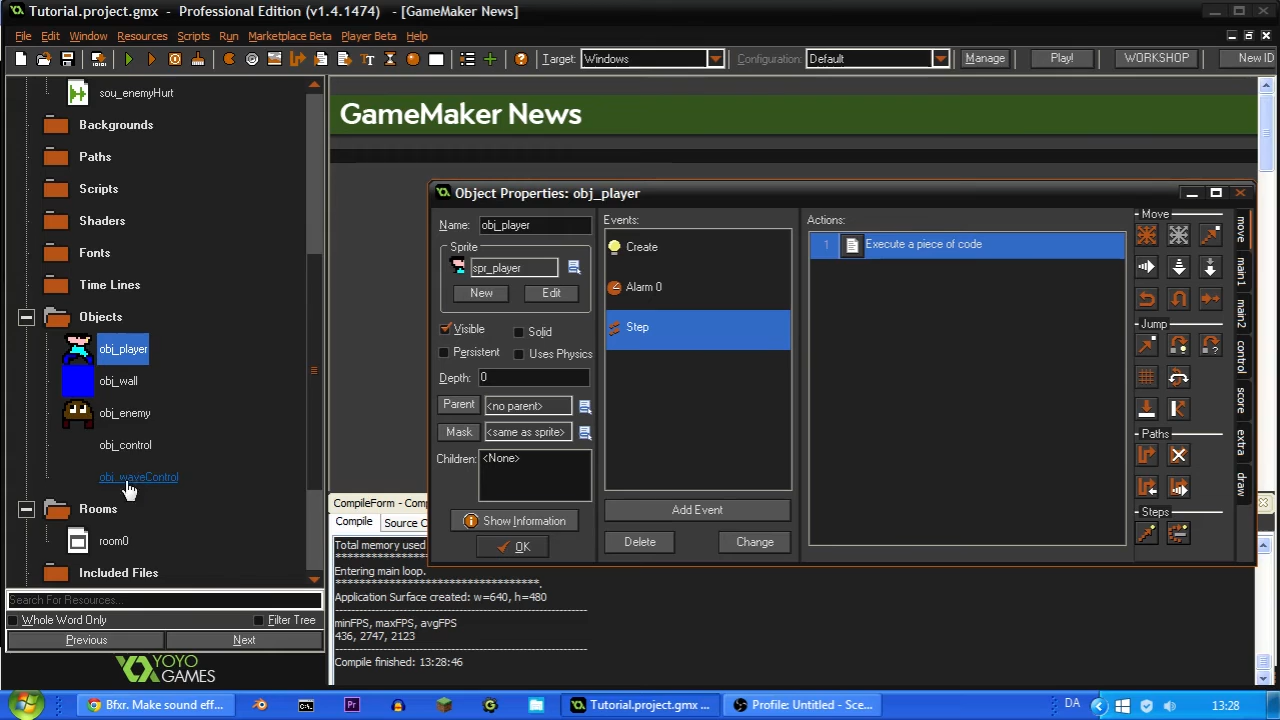 Tutorial.project.gmx - Professional Edition (v1.4.1474) - [GameMaker News]
File Edit Window Resources Scripts Run Marketplace Beta Player Beta Help
Target: Windows Configuration: Default Manage Play! WORKSHOP New ID
sou_enemyHurt
Backgrounds
Paths
Scripts
Shaders
Fonts
Time Lines
Objects
obj_player
obj_wall
obj_enemy
obj_control
obj_waveControl
Rooms
room0
Included Files
Search For Resources...
Whole Word Only Filter Tree
Previous Next
YOYO
GAMES
GameMaker News
Object Properties: obj_player
Name: obj_player
Sprite
spr_player
New Edit
Visible Solid
Persistent Uses Physics
Depth: 0
Parent <no parent>
Mask <same as sprite>
Children: <None>
Show Information
OK
Events:
Create
Alarm 0
Step
Add Event
Delete Change
Actions:
1 Execute a piece of code
Move
Jump
Paths
Steps
move
main1
main2
control
score
extra
draw
CompileForm - Com
Compile Source C
Total memory used
************************************
Entering main loop.
************************************.
Application Surface created: w=640, h=480
minFPS, maxFPS, avgFPS
436, 2747, 2123
Compile finished: 13:28:46
Bfxr. Make sound eff...
Tutorial.project.gmx ...
Profile: Untitled - Sce...
DA
13:28